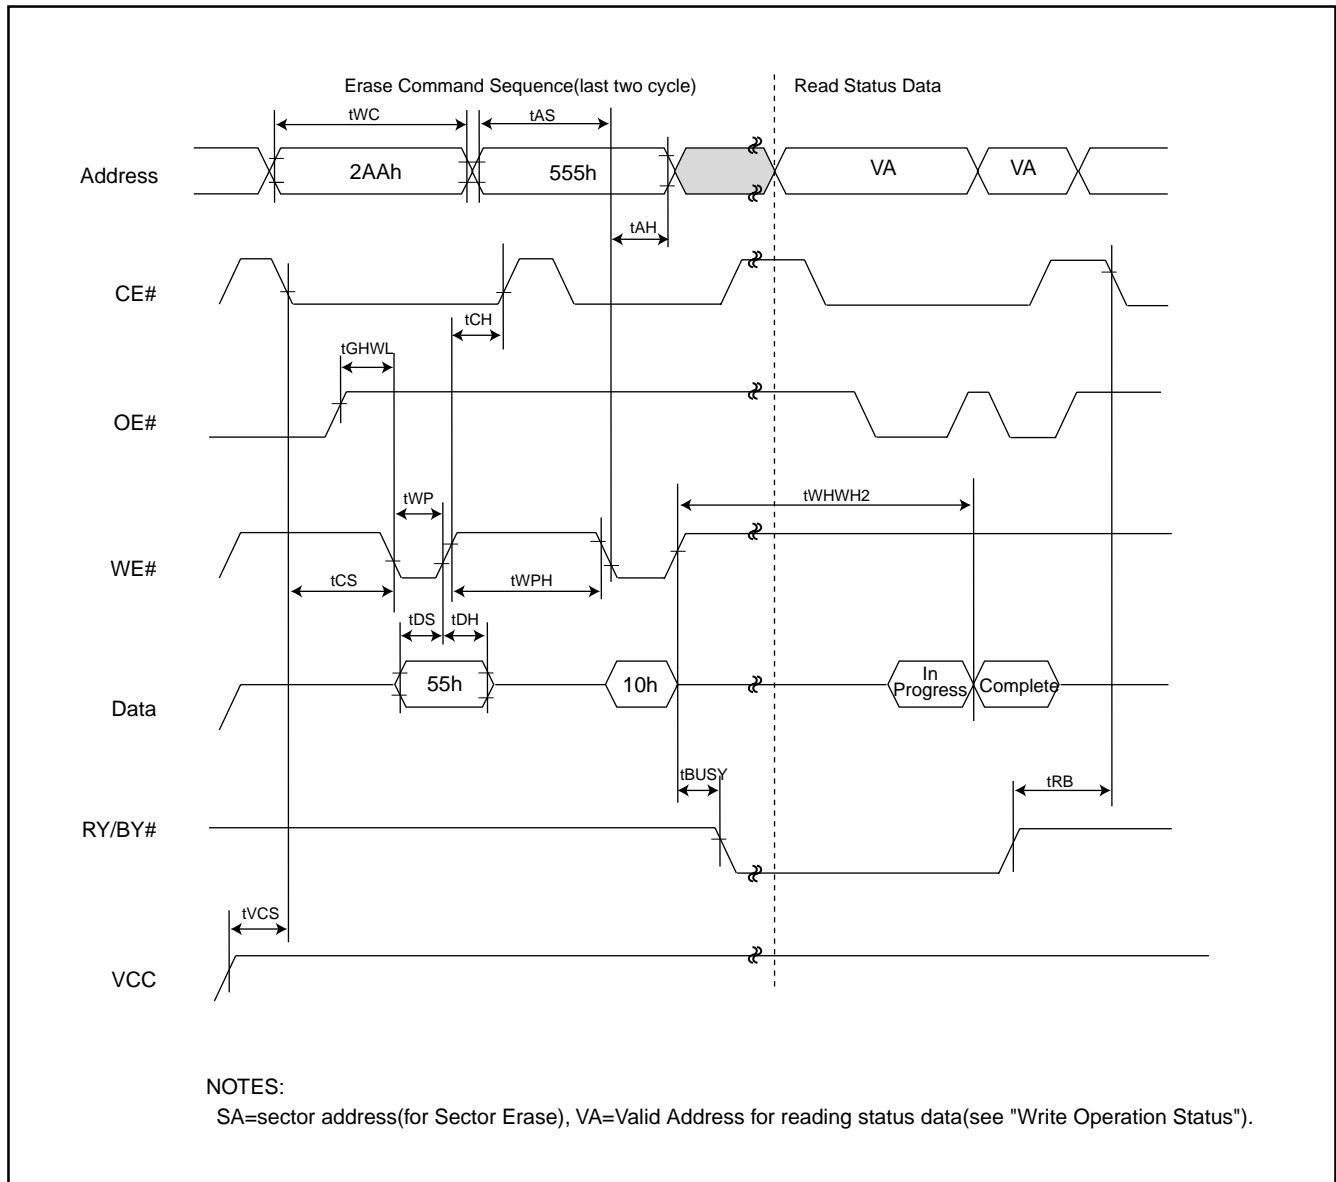 Erase Command Sequence(last two cycle)
Read Status Data
tWC
tAS
Address
2AAh
555h
VA
VA
tAH
CE#
tCH
tGHWL
OE#
tWP
tWHWH2
WE#
tCS
tWPH
tDS
tDH
Data
55h
10h
In
Progress
Complete
tBUSY
tRB
RY/BY#
tVCS
VCC
NOTES:
SA=sector address(for Sector Erase), VA=Valid Address for reading status data(see "Write Operation Status").